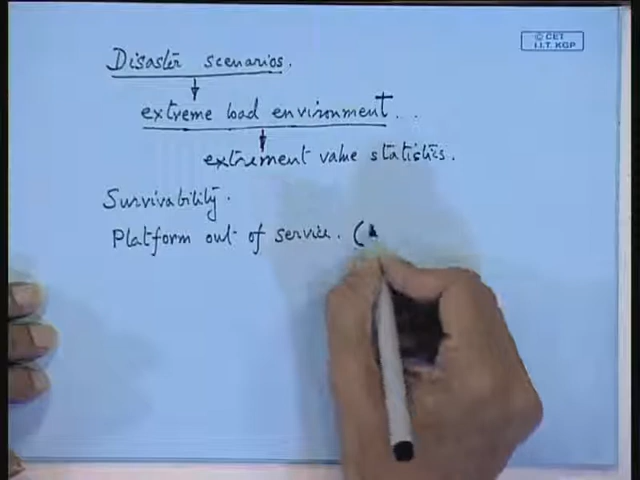 © CET
I.I.T. KGP
Disaster scenarios.
extreme load environment...
extrement value statistics.
Survivability.
Platform out of service. (